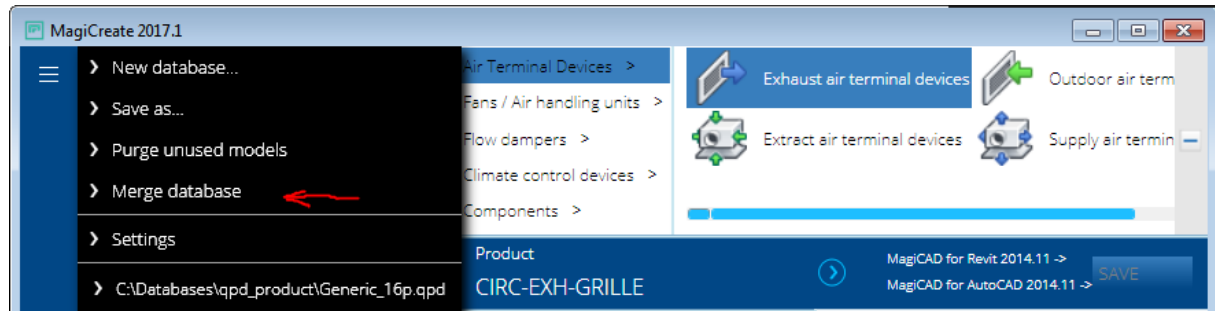 MagiCreate 2017.1
New database...
Save as...
Purge unused models
Merge database
Settings
C:\Databases\qpd_product\Generic_16p.qpd
Air Terminal Devices >
Fans / Air handling units >
Flow dampers >
Climate control devices >
Components >
Exhaust air terminal devices
Outdoor air term
Extract air terminal devices
Supply air termin
Product
CIRC-EXH-GRILLE
MagiCAD for Revit 2014.11 ->
MagiCAD for AutoCAD 2014.11 ->
SAVE